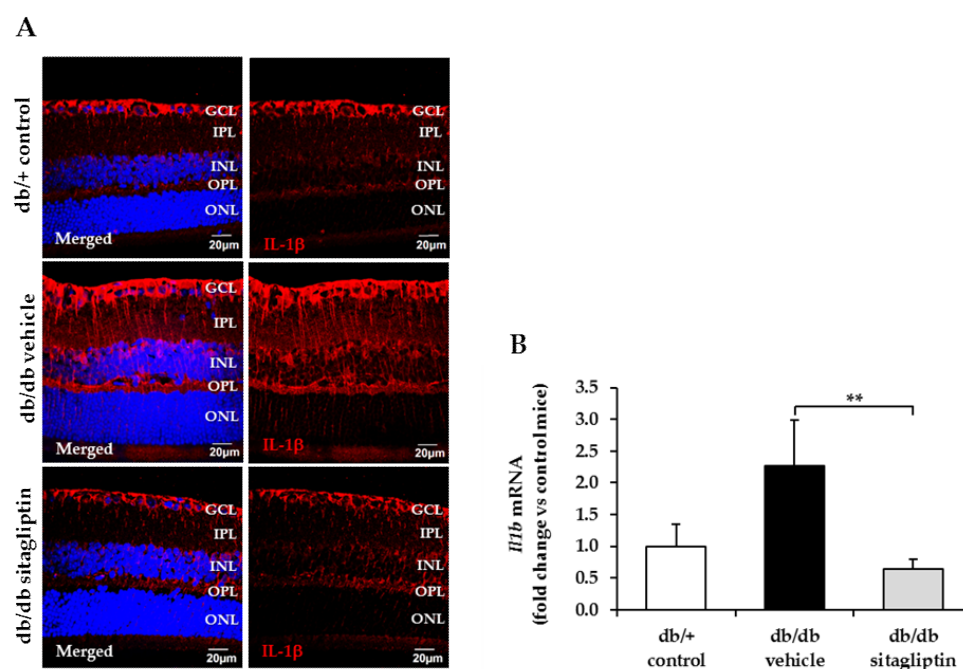 A
db/+ control
GCL
IPL
INL
OPL
ONL
Merged
20µm
GCL
IPL
INL
OPL
ONL
IL-1β
20µm
db/db vehicle
GCL
IPL
INL
OPL
ONL
Merged
20µm
IL-1β
20µm
db/db sitagliptin
GCL
IPL
INL
OPL
ONL
Merged
20µm
GCL
IPL
INL
OPL
ONL
IL-1β
20µm
B
Il1b mRNA
(fold change vs control mice)
3.5
3.0
2.5
2.0
1.5
1.0
0.5
0.0
**
db/+
control
db/db
vehicle
db/db
sitagliptin